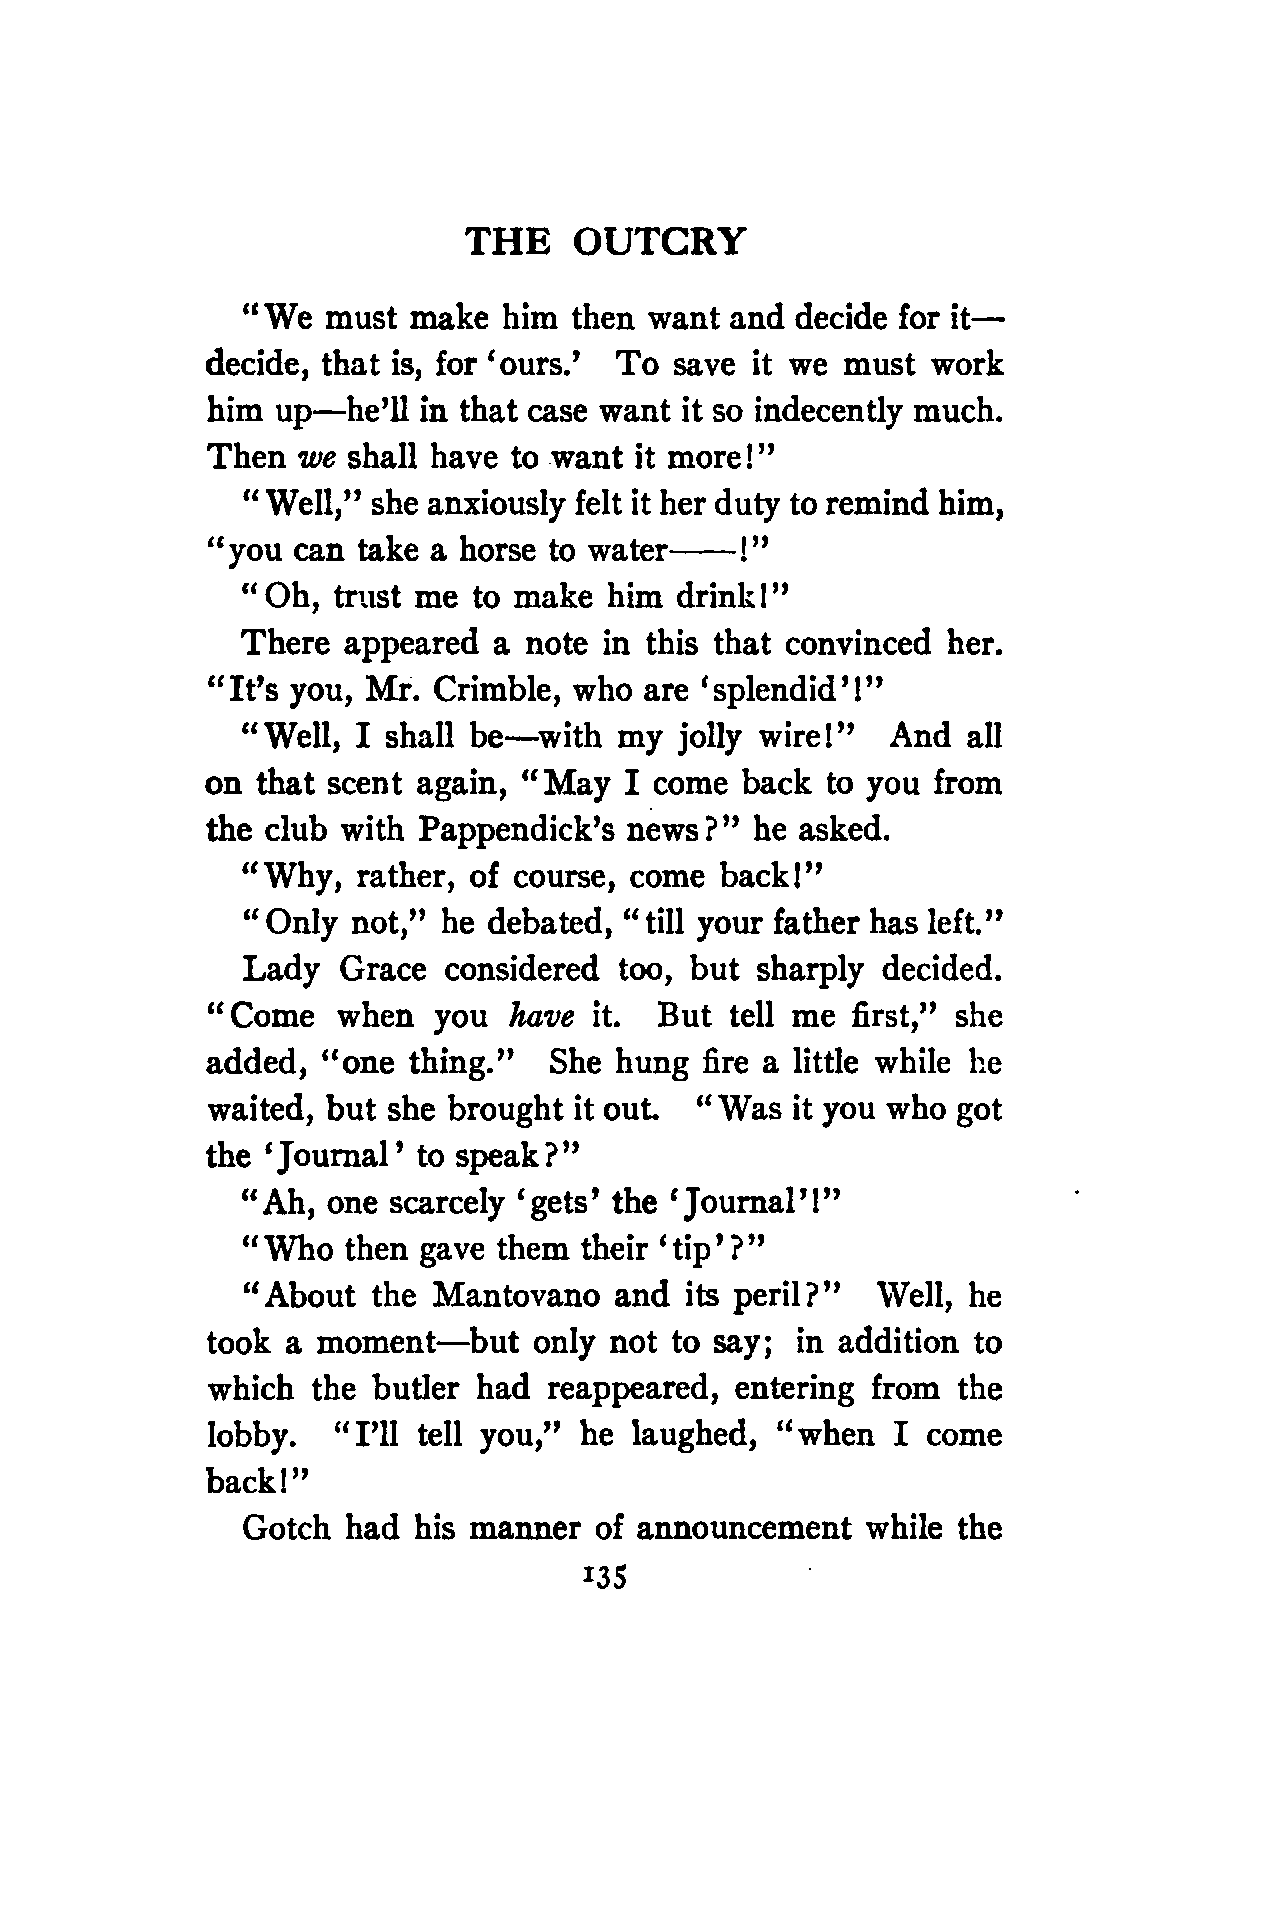 THE OUTCRY
“We must make him then want and decide for it—
decide, that is, for ‘ours.’ To save it we must work
him up—he’ll in that case want it so indecently much.
Then we shall have to want it more!”
“Well,” she anxiously felt it her duty to remind him,
“you can take a horse to water——!”
“Oh, trust me to make him drink!”
There appeared a note in this that convinced her.
“It’s you, Mr. Crimble, who are ‘splendid’!”
“Well, I shall be—with my jolly wire!” And all
on that scent again, “May I come back to you from
the club with Pappendick’s news?” he asked.
“Why, rather, of course, come back!”
“Only not,” he debated, “till your father has left.”
Lady Grace considered too, but sharply decided.
“Come when you have it. But tell me first,” she
added, “one thing.” She hung fire a little while he
waited, but she brought it out. “Was it you who got
the ‘Journal’ to speak?”
“Ah, one scarcely ‘gets’ the ‘Journal’!”
“Who then gave them their ‘tip’?”
“About the Mantovano and its peril?” Well, he
took a moment—but only not to say; in addition to
which the butler had reappeared, entering from the
lobby. “I’ll tell you,” he laughed, “when I come
back!”
Gotch had his manner of announcement while the
135